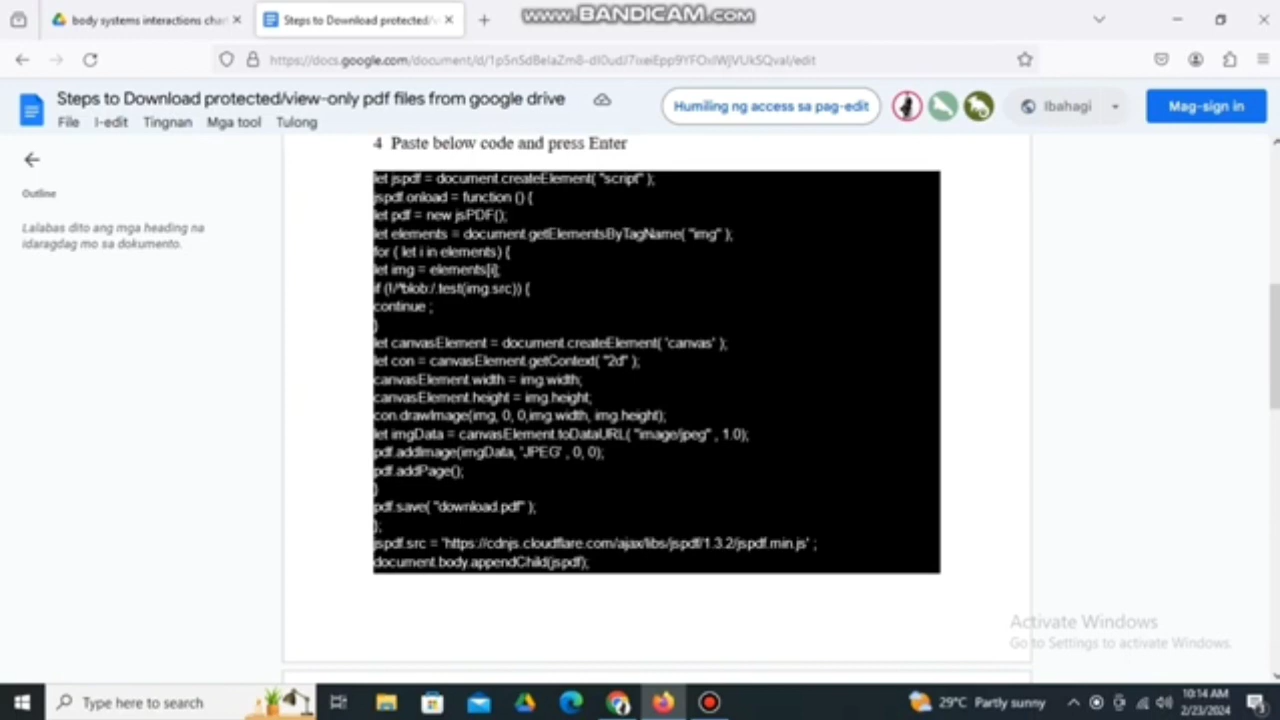 www.BANDICAM.com
body systems interactions char
Steps to Download protected/v
https://docs.google.com/document/d/
/edit
Steps to Download protected/view-only pdf files from google drive
Humiling ng access sa pag-edit
Ibahagi
Mag-sign in
File I-edit Tingnan Mga tool Tulong
Outline
Lalabas dito ang mga heading na
idaragdag mo sa dokumento.
4 Paste below code and press Enter
let jspdf = document.createElement( "script" );
jspdf.onload = function () {
let pdf = new jsPDF();
let elements = document.getElementsByTagName( "img" );
for ( let i in elements) {
let img = elements[i];
if (!/^blob:/.test(img.src)) {
continue ;
}
let canvasElement = document.createElement( 'canvas' );
let con = canvasElement.getContext( "2d" );
canvasElement.width = img.width;
canvasElement.height = img.height;
con.drawImage(img, 0, 0,img.width, img.height);
let imgData = canvasElement.toDataURL( "image/jpeg" , 1.0);
pdf.addImage(imgData, 'JPEG' , 0, 0);
pdf.addPage();
}
pdf.save( "download.pdf" );
};
jspdf.src = 'https://cdnjs.cloudflare.com/ajax/libs/jspdf/1.3.2/jspdf.min.js' ;
document.body.appendChild(jspdf);
Activate Windows
Go to Settings to activate Windows.
Type here to search
29°C Partly sunny
10:14 AM
2/23/2024